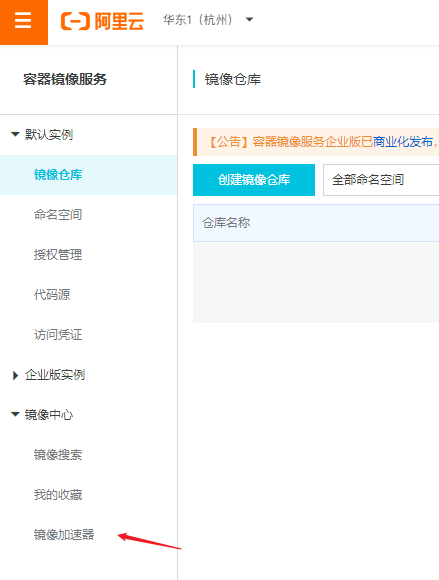 阿里云
华东1（杭州）
容器镜像服务
镜像仓库
默认实例
【公告】容器镜像服务企业版已商业化发布，
镜像仓库
创建镜像仓库
全部命名空间
命名空间
仓库名称
授权管理
代码源
访问凭证
企业版实例
镜像中心
镜像搜索
我的收藏
镜像加速器